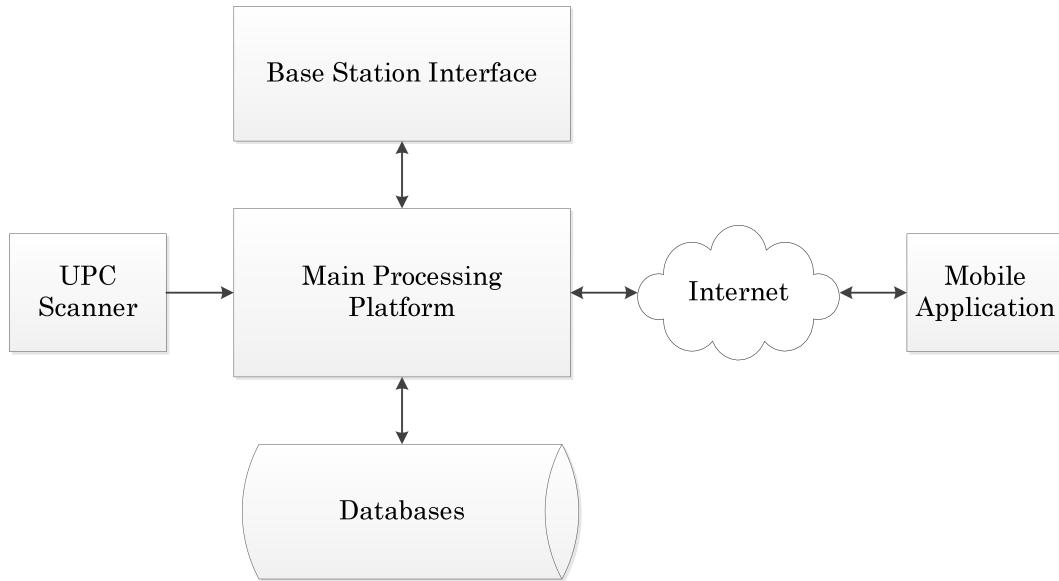 Base Station Interface
UPC
Scanner
Main Processing
Platform
Internet
Mobile
Application
Databases